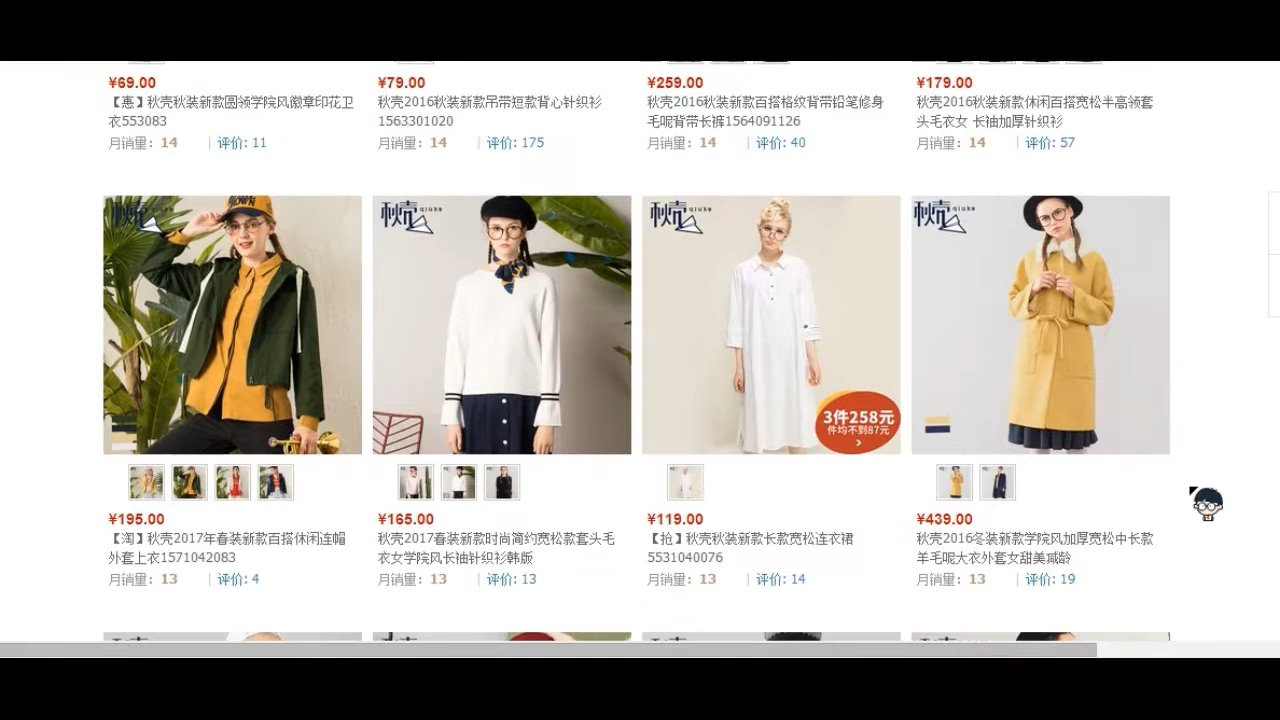 ¥69.00
【惠】秋壳秋装新款圆领学院风徽章印花卫
衣553083
月销量：14 | 评价: 11
¥79.00
秋壳2016秋装新款吊带短款背心针织衫
1563301020
月销量：14 | 评价: 175
¥259.00
秋壳2016秋装新款百搭格纹背带铅笔修身
毛呢背带长裤1564091126
月销量：14 | 评价: 40
¥179.00
秋壳2016秋装新款休闲百搭宽松半高领套
头毛衣女 长袖加厚针织衫
月销量：14 | 评价: 57
秋壳 qiuke
秋壳 qiuke
秋壳 qiuke
3件258元
件均不到87元
>
秋壳 qiuke
¥195.00
【淘】秋壳2017年春装新款百搭休闲连帽
外套上衣1571042083
月销量：13 | 评价: 4
¥165.00
秋壳2017春装新款时尚简约宽松款套头毛
衣女学院风长袖针织衫韩版
月销量：13 | 评价: 13
¥119.00
【抢】秋壳秋装新款长款宽松连衣裙
5531040076
月销量：13 | 评价: 14
¥439.00
秋壳2016冬装新款学院风加厚宽松中长款
羊毛呢大衣外套女甜美减龄
月销量：13 | 评价: 19